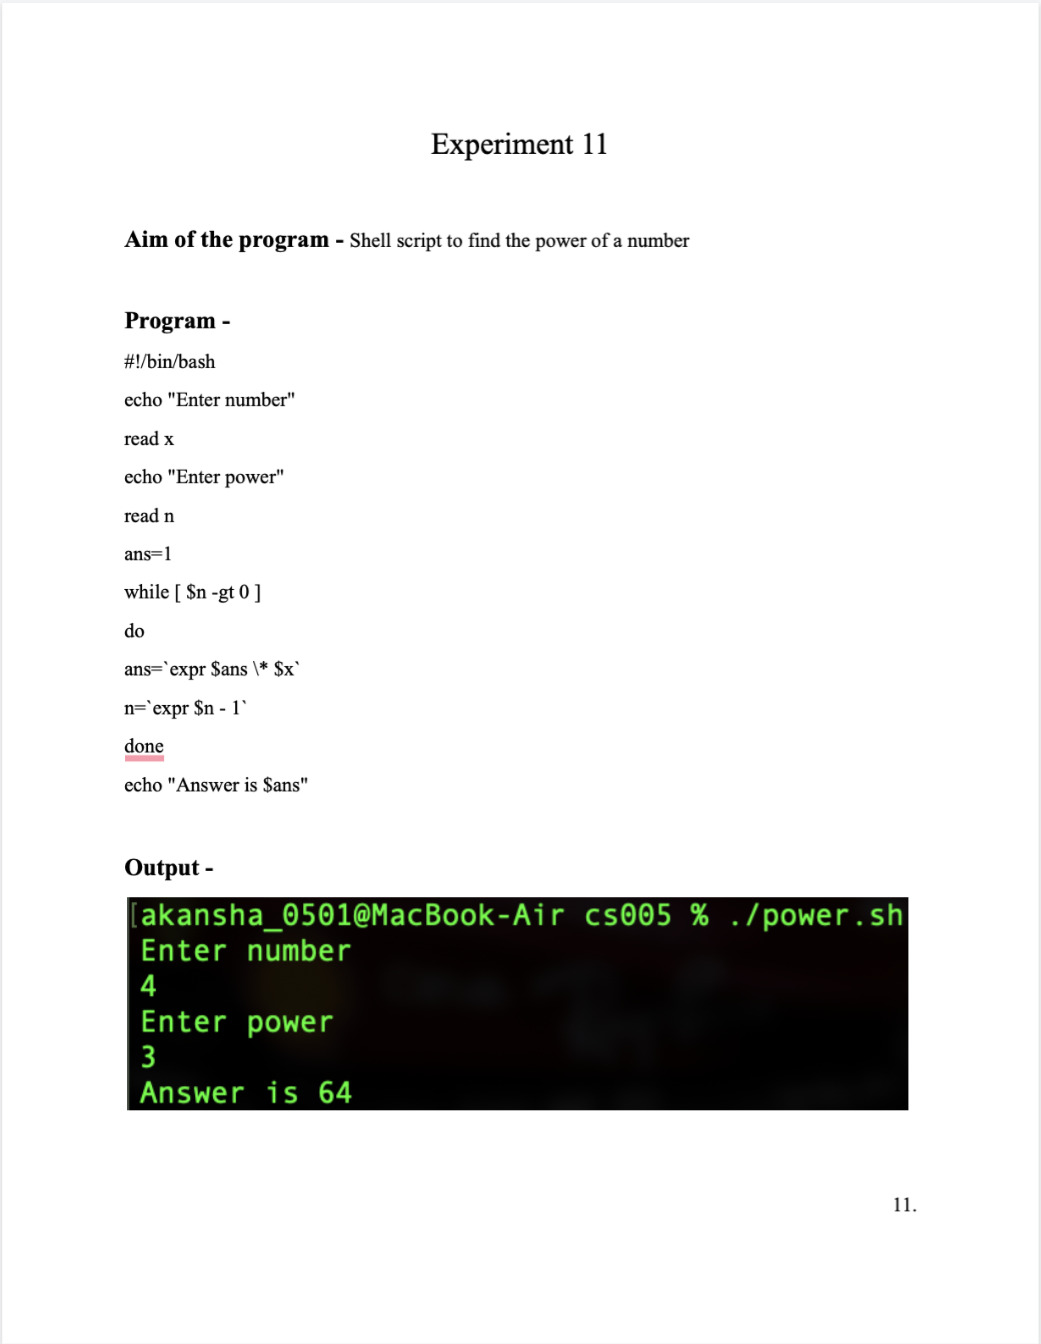 Experiment 11
Aim of the program - Shell script to find the power of a number
Program -
#!/bin/bash
echo "Enter number"
read x
echo "Enter power"
read n
ans=1
while [ $n -gt 0 ]
do
ans=`expr $ans \* $x`
n=`expr $n - 1`
done
echo "Answer is $ans"
Output -
[akansha_0501@MacBook-Air cs005 % ./power.sh
Enter number
4
Enter power
3
Answer is 64
11.